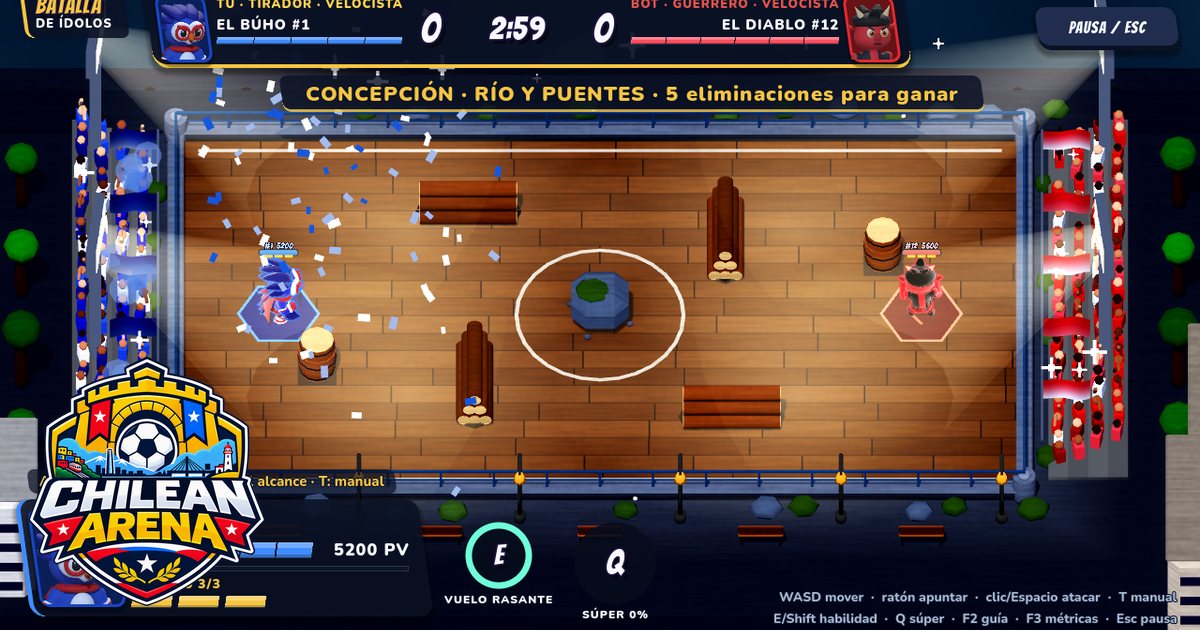 BATALLA
DE ÍDOLOS
TÚ · TIRADOR · VELOCISTA
EL BÚHO #1
0
2:59
0
BOT · GUERRERO · VELOCISTA
EL DIABLO #12
PAUSA / ESC
CONCEPCIÓN · RÍO Y PUENTES · 5 eliminaciones para ganar
#1 5200
#12 5600
alcance · T: manual
CHILEAN
ARENA
5200 PV
3/3
E
VUELO RASANTE
Q
SÚPER 0%
WASD mover · ratón apuntar · clic/Espacio atacar · T manual
E/Shift habilidad · Q súper · F2 guía · F3 métricas · Esc pausa